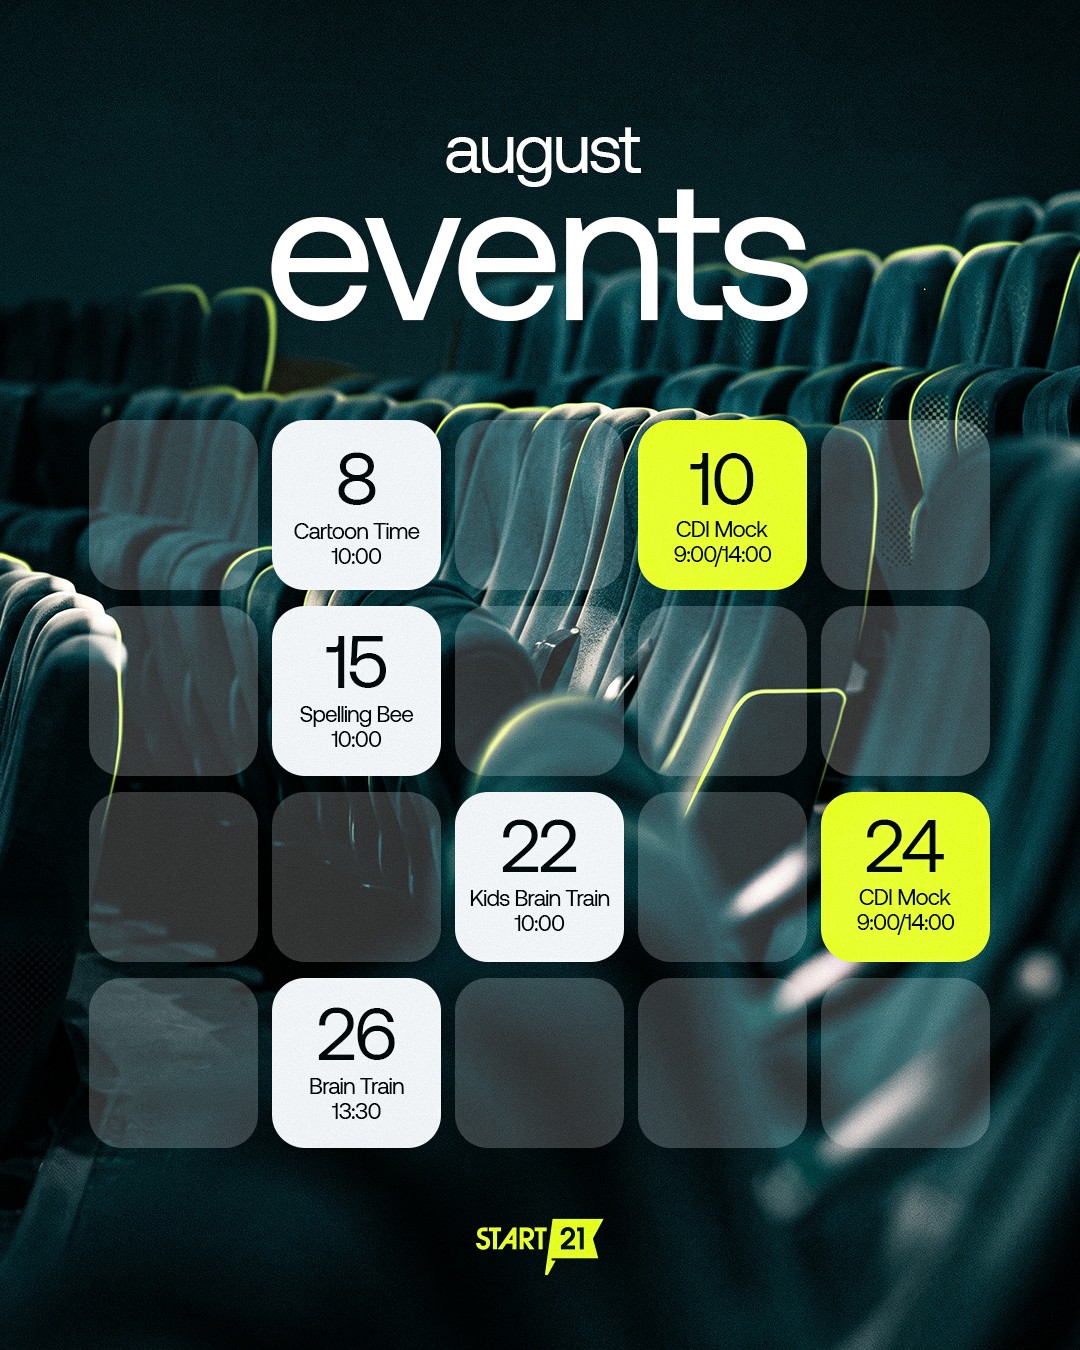 august
events
8
Cartoon Time
10:00
10
CDI Mock
9:00/14:00
15
Spelling Bee
10:00
22
Kids Brain Train
10:00
24
CDI Mock
9:00/14:00
26
Brain Train
13:30
START 21